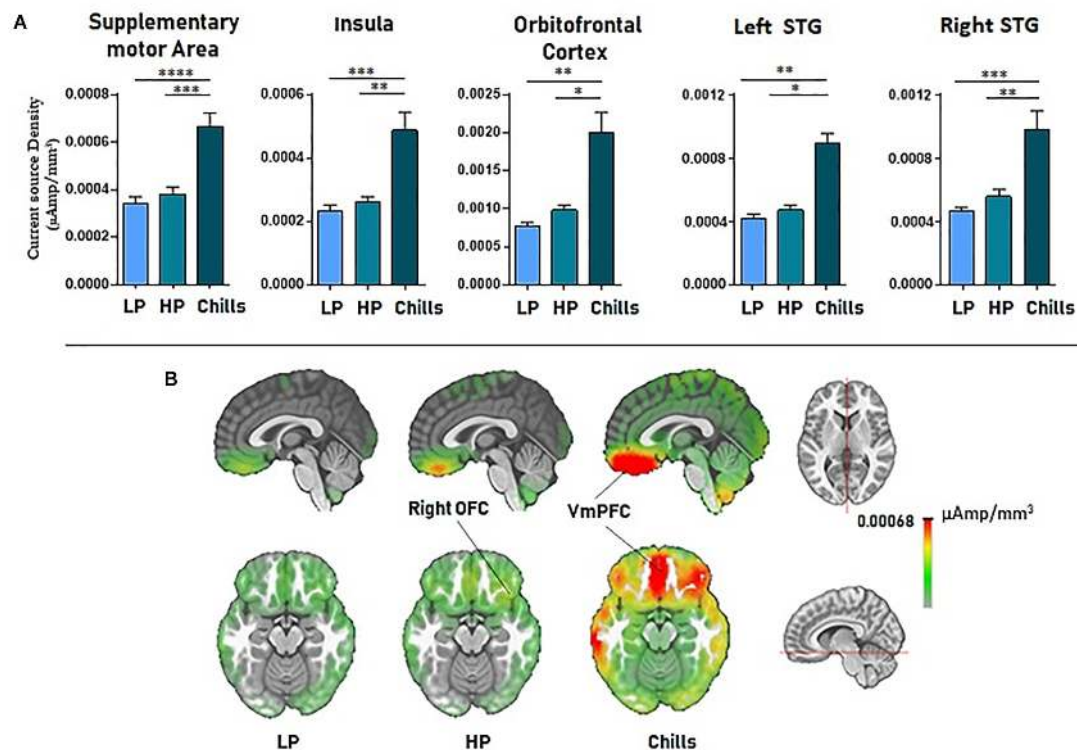 A
Supplementary
motor Area
Insula
Orbitofrontal
Cortex
Left STG
Right STG
Current source Density
(µAmp/mm³)
****
***
0.0008
0.0006
0.0004
0.0002
0.0000
LP HP Chills
***
**
0.0006
0.0004
0.0002
0.0000
LP HP Chills
**
*
0.0025
0.0020
0.0015
0.0010
0.0005
0.0000
LP HP Chills
**
*
0.0012
0.0008
0.0004
0.0000
LP HP Chills
***
**
0.0012
0.0008
0.0004
0.0000
LP HP Chills
B
Right OFC
VmPFC
0.00068
µAmp/mm³
LP
HP
Chills